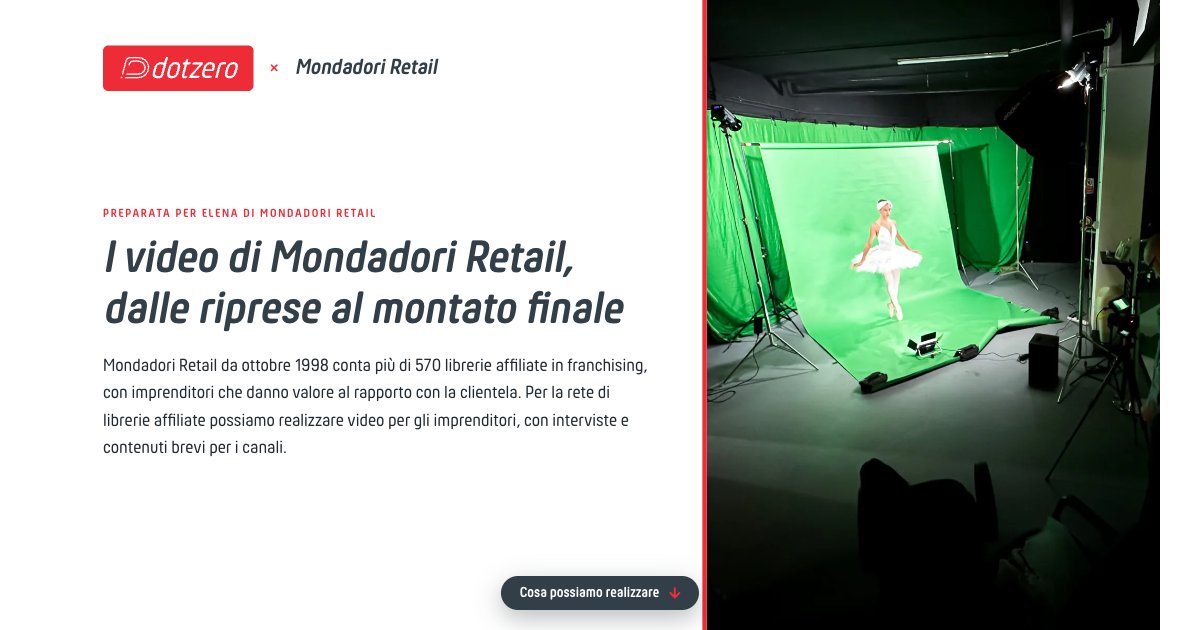 dotzero × Mondadori Retail
PREPARATA PER ELENA DI MONDADORI RETAIL
I video di Mondadori Retail,
dalle riprese al montato finale
Mondadori Retail da ottobre 1998 conta più di 570 librerie affiliate in franchising,
con imprenditori che danno valore al rapporto con la clientela. Per la rete di
librerie affiliate possiamo realizzare video per gli imprenditori, con interviste e
contenuti brevi per i canali.
Cosa possiamo realizzare ↓